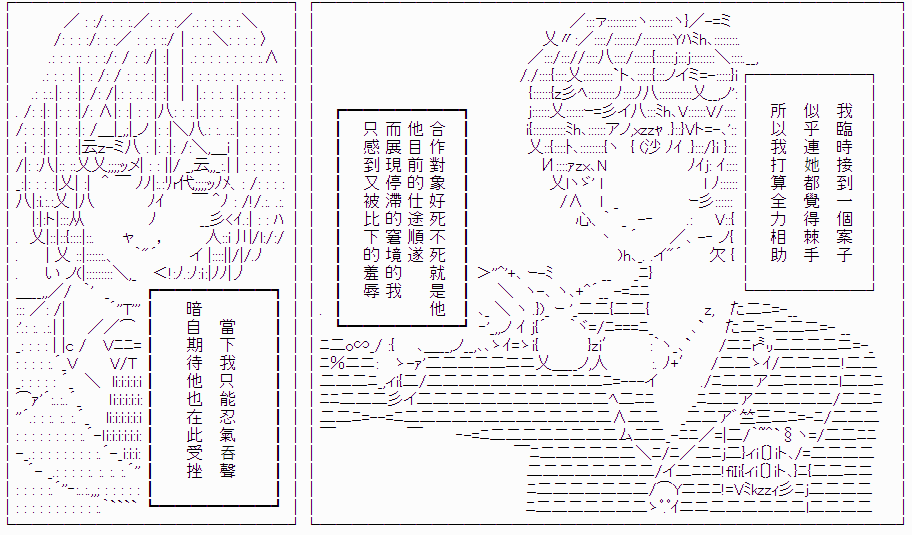 我臨時接到一個案子
似乎連她都覺得棘手
所以我打算全力相助
合作對象好死不死就是他
他目前的仕途順遂
而展現停滯的窘境的我
只感到又被比下的羞辱
當下我只能忍氣吞聲
暗自期待他也在此受挫